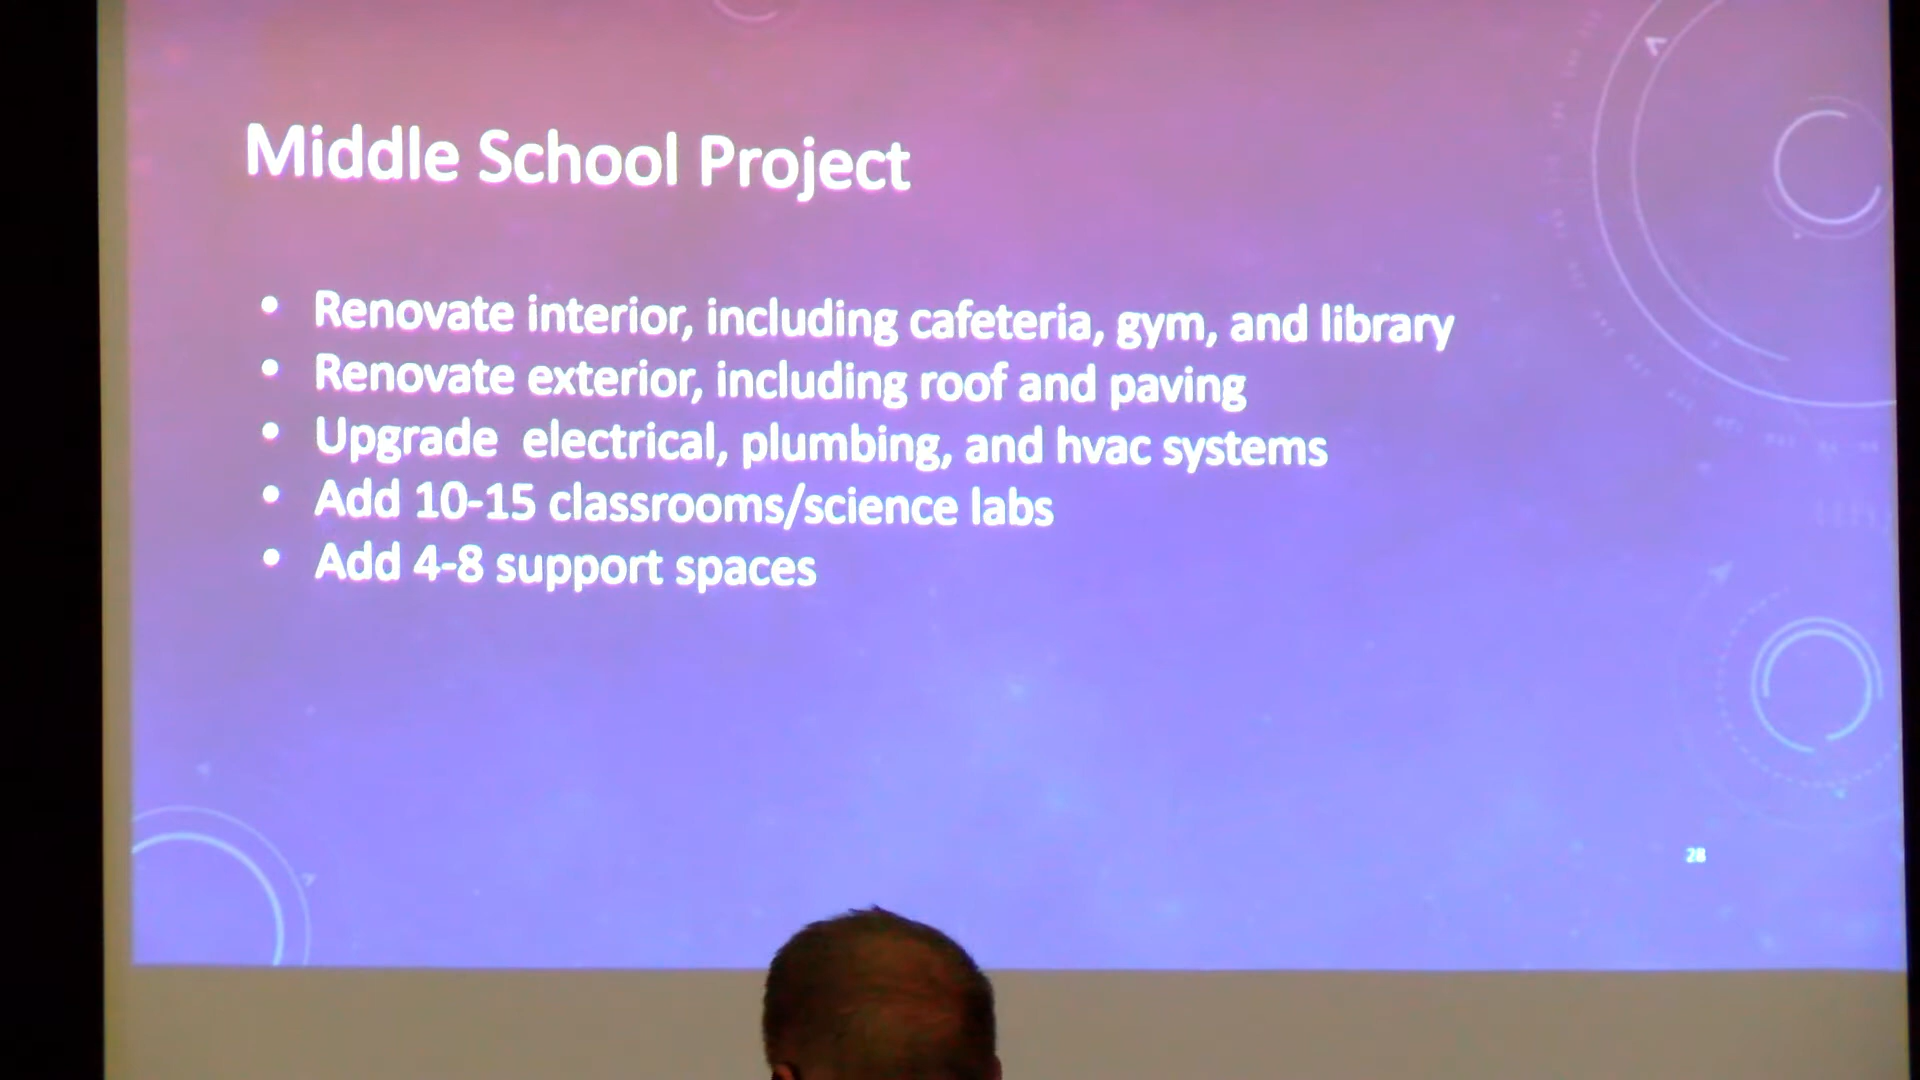 Middle School Project
• Renovate interior, including cafeteria, gym, and library
• Renovate exterior, including roof and paving
• Upgrade  electrical, plumbing, and hvac systems
• Add 10-15 classrooms/science labs
• Add 4-8 support spaces
28